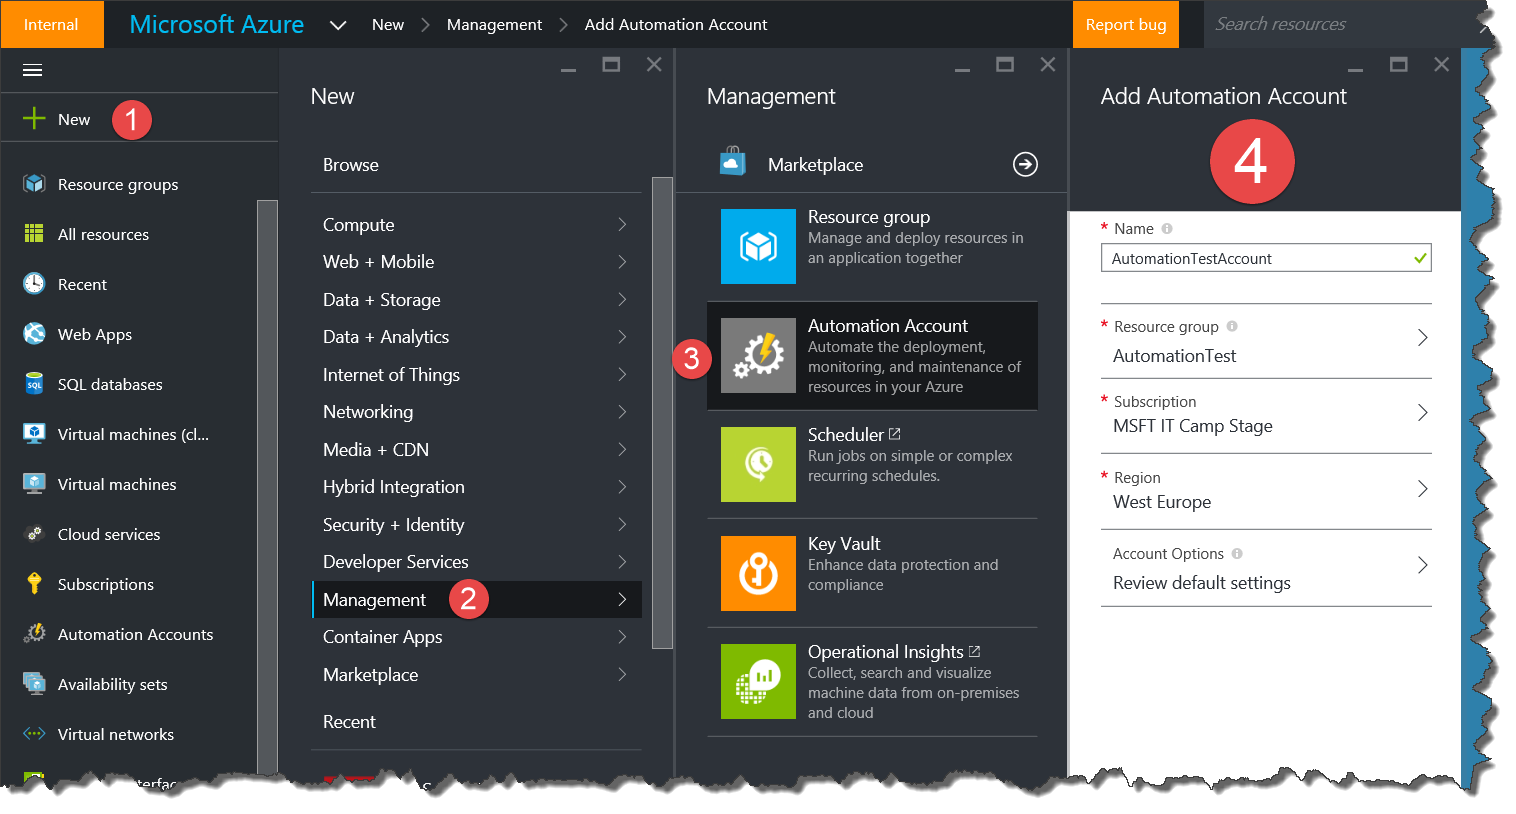 Internal
Microsoft Azure
New
Management
Add Automation Account
Report bug
Search resources
New
1
Resource groups
All resources
Recent
Web Apps
SQL
SQL databases
Virtual machines (cl...
Virtual machines
Cloud services
Subscriptions
Automation Accounts
Availability sets
Virtual networks
New
Browse
Compute
Web + Mobile
Data + Storage
Data + Analytics
Internet of Things
Networking
Media + CDN
Hybrid Integration
Security + Identity
Developer Services
Management
2
Container Apps
Marketplace
Recent
Management
Marketplace
Resource group
Manage and deploy resources in
an application together
3
Automation Account
Automate the deployment,
monitoring, and maintenance of
resources in your Azure
Scheduler
Run jobs on simple or complex
recurring schedules.
Key Vault
Enhance data protection and
compliance
Operational Insights
Collect, search and visualize
machine data from on-premises
and cloud
Add Automation Account
4
* Name
AutomationTestAccount
* Resource group
AutomationTest
* Subscription
MSFT IT Camp Stage
* Region
West Europe
Account Options
Review default settings